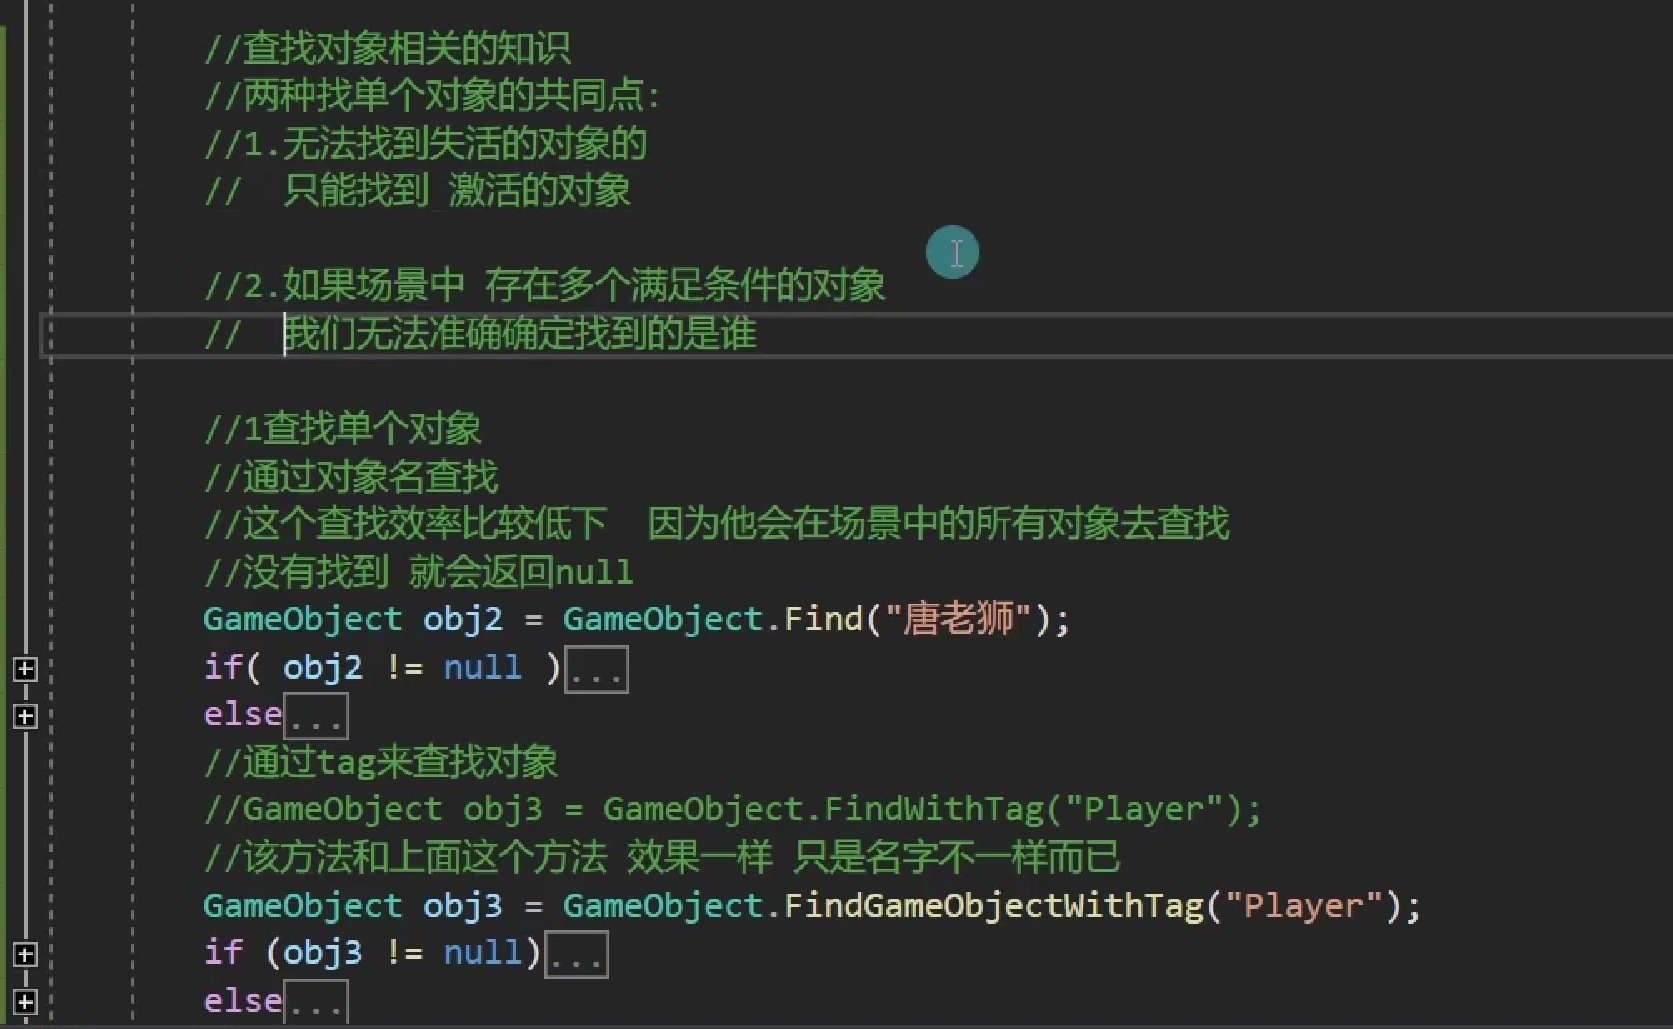 //查找对象相关的知识
//两种找单个对象的共同点:
//1.无法找到失活的对象的
//  只能找到 激活的对象
//2.如果场景中 存在多个满足条件的对象
//  我们无法准确确定找到的是谁
//1查找单个对象
//通过对象名查找
//这个查找效率比较低下  因为他会在场景中的所有对象去查找
//没有找到 就会返回null
GameObject obj2 = GameObject.Find("唐老狮");
if( obj2 != null )...
else...
//通过tag来查找对象
//GameObject obj3 = GameObject.FindWithTag("Player");
//该方法和上面这个方法 效果一样 只是名字不一样而已
GameObject obj3 = GameObject.FindGameObjectWithTag("Player");
if (obj3 != null)...
else...